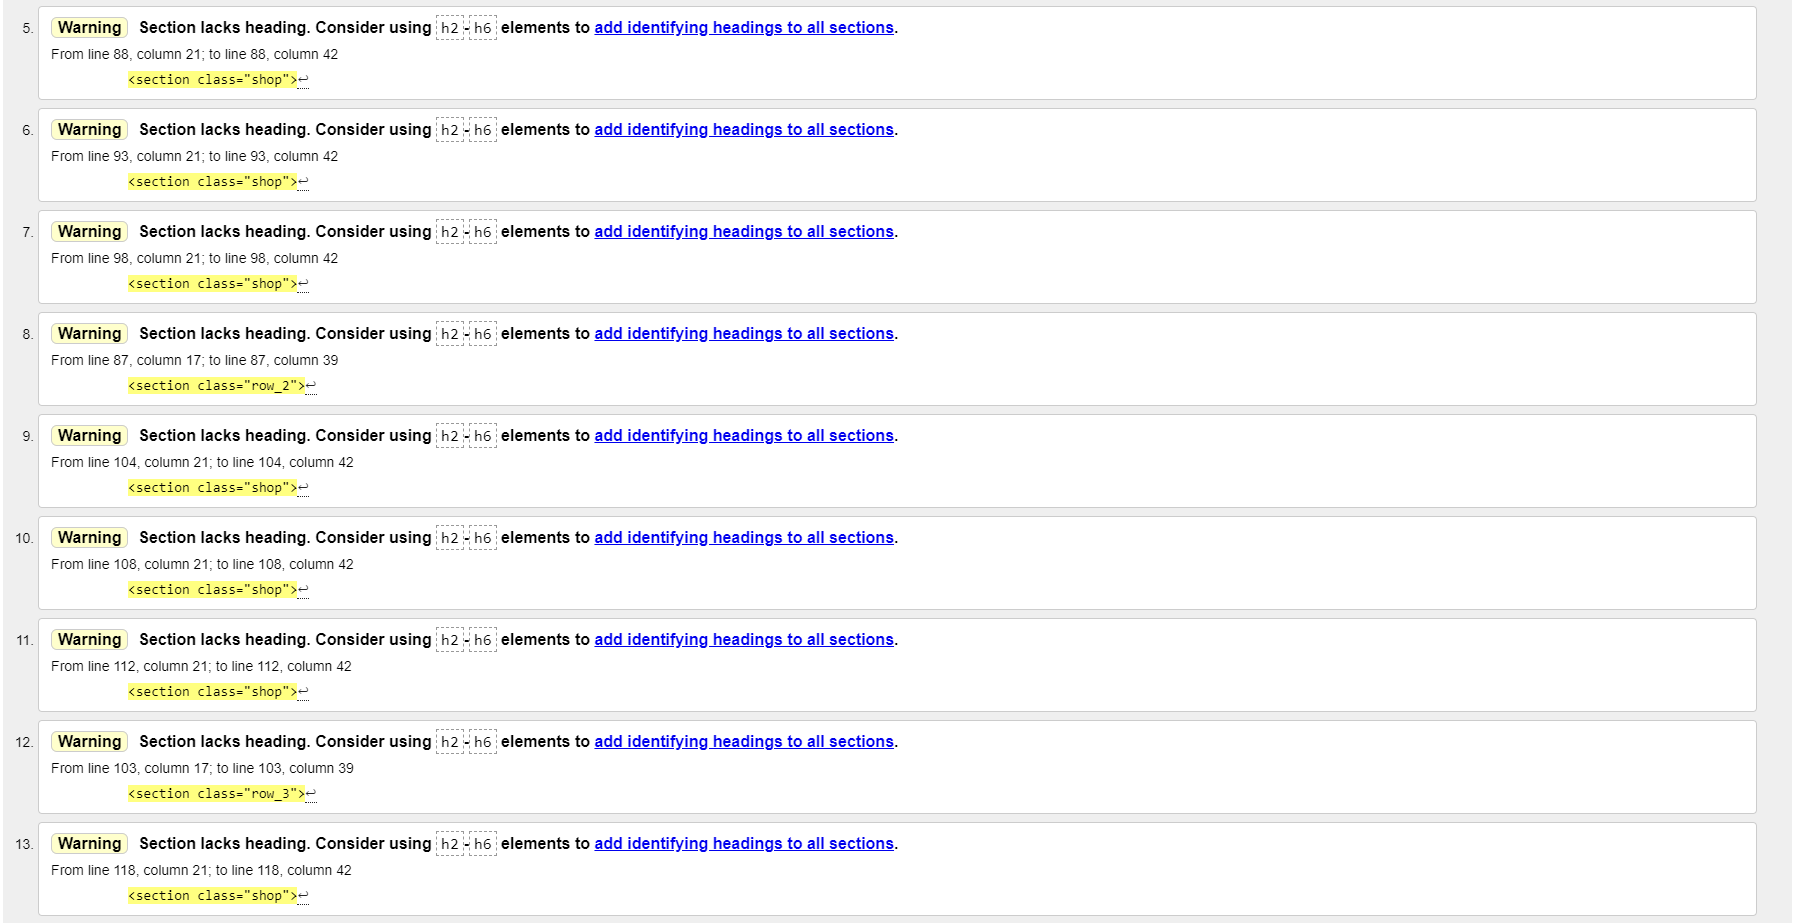 5. Warning Section lacks heading. Consider using h2-h6 elements to add identifying headings to all sections.
From line 88, column 21; to line 88, column 42
<section class="shop">↩
6. Warning Section lacks heading. Consider using h2-h6 elements to add identifying headings to all sections.
From line 93, column 21; to line 93, column 42
<section class="shop">↩
7. Warning Section lacks heading. Consider using h2-h6 elements to add identifying headings to all sections.
From line 98, column 21; to line 98, column 42
<section class="shop">↩
8. Warning Section lacks heading. Consider using h2-h6 elements to add identifying headings to all sections.
From line 87, column 17; to line 87, column 39
<section class="row_2">↩
9. Warning Section lacks heading. Consider using h2-h6 elements to add identifying headings to all sections.
From line 104, column 21; to line 104, column 42
<section class="shop">↩
10. Warning Section lacks heading. Consider using h2-h6 elements to add identifying headings to all sections.
From line 108, column 21; to line 108, column 42
<section class="shop">↩
11. Warning Section lacks heading. Consider using h2-h6 elements to add identifying headings to all sections.
From line 112, column 21; to line 112, column 42
<section class="shop">↩
12. Warning Section lacks heading. Consider using h2-h6 elements to add identifying headings to all sections.
From line 103, column 17; to line 103, column 39
<section class="row_3">↩
13. Warning Section lacks heading. Consider using h2-h6 elements to add identifying headings to all sections.
From line 118, column 21; to line 118, column 42
<section class="shop">↩